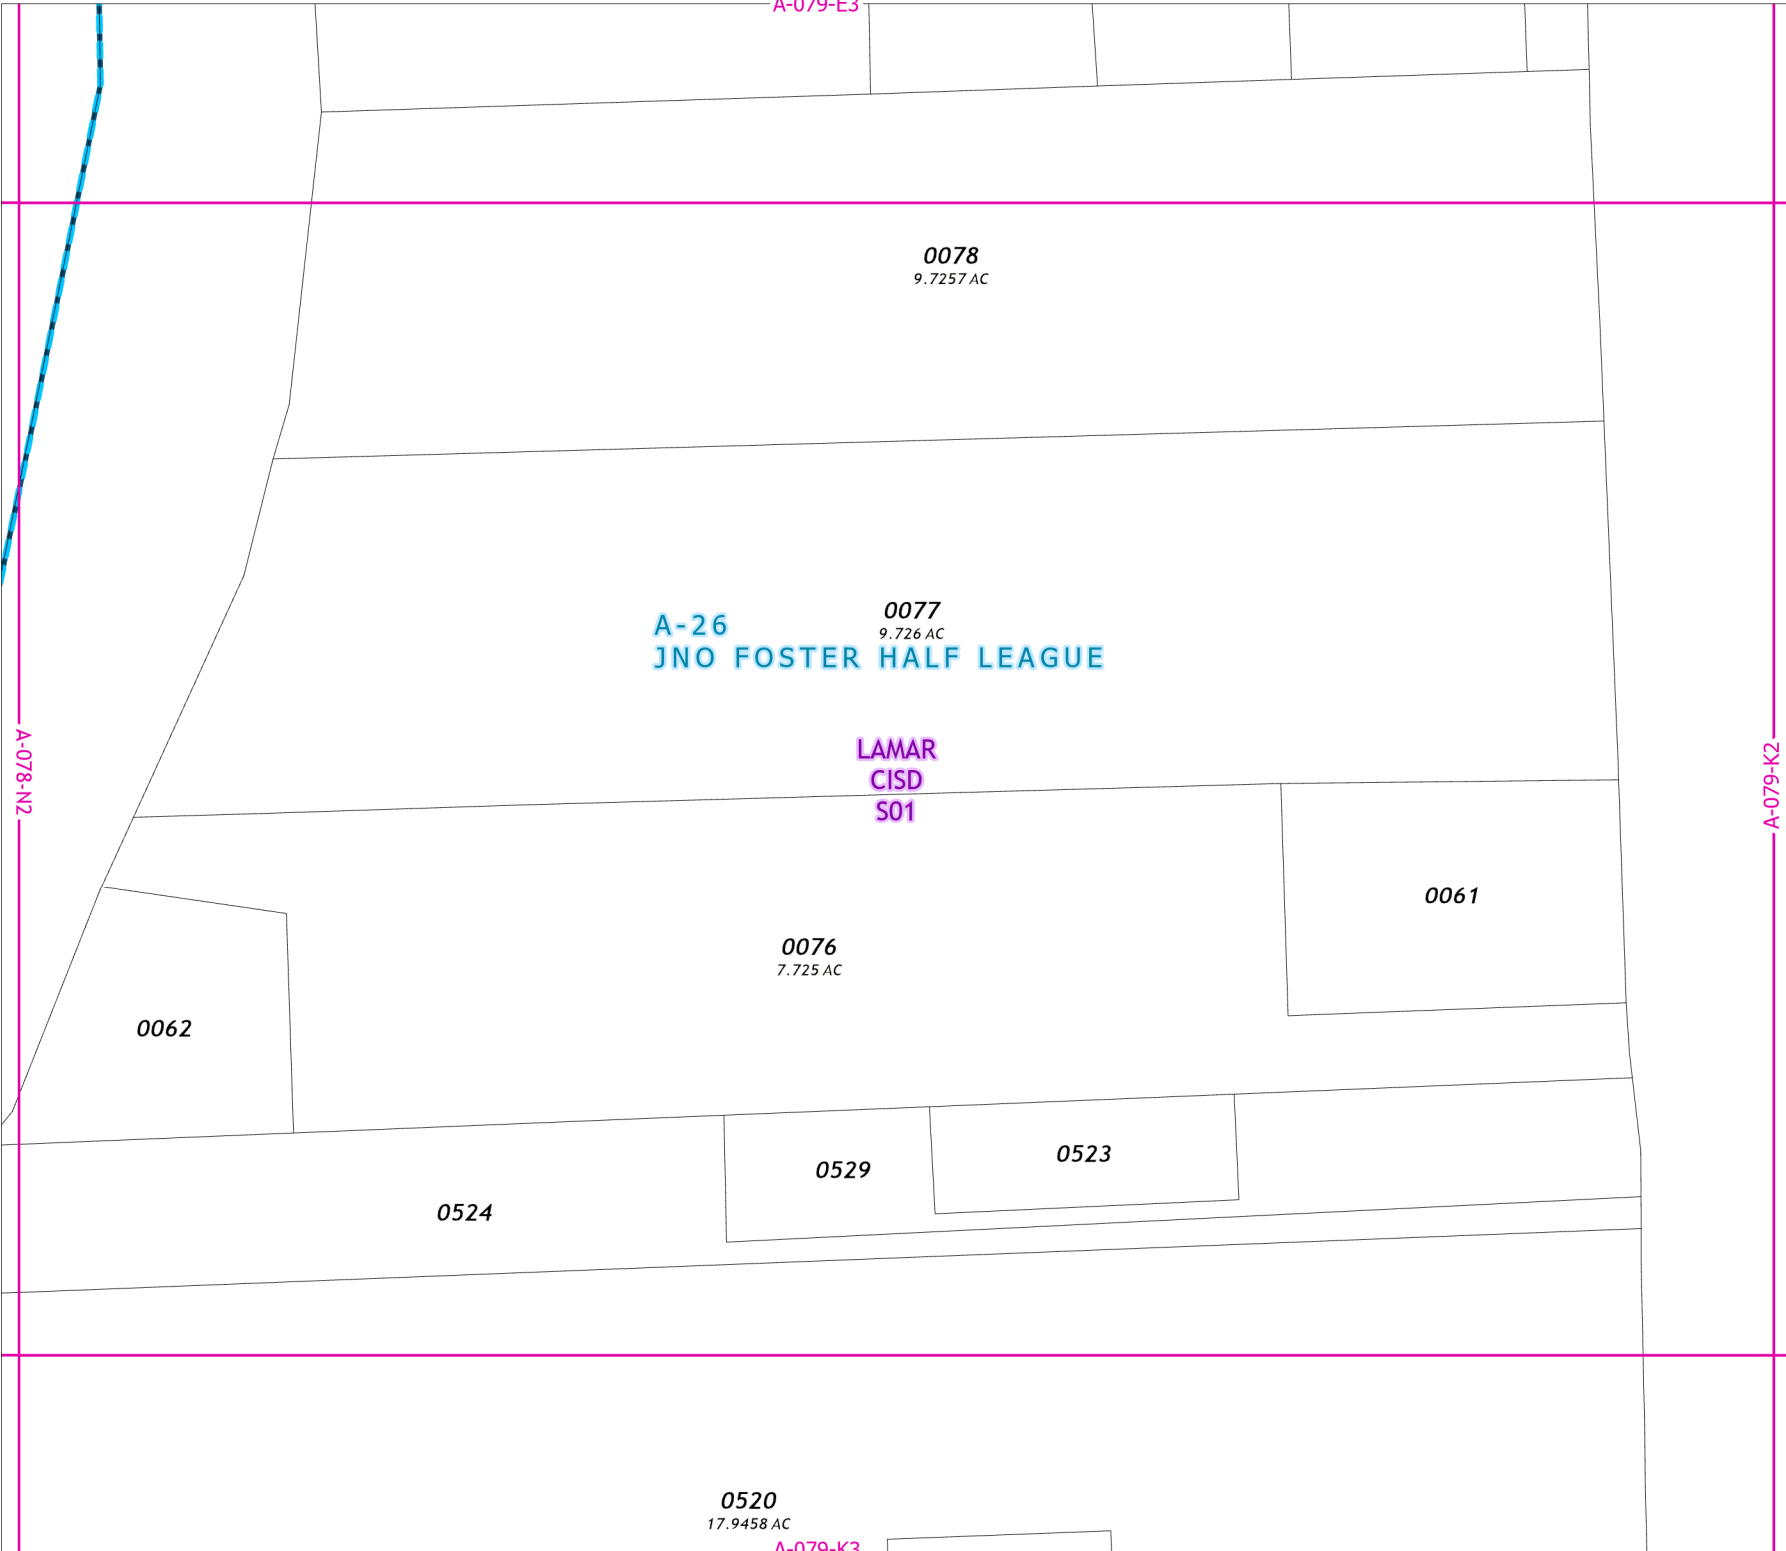 A-079-E3
0078
9.7257 AC
0077
9.726 AC
A-26
JNO FOSTER HALF LEAGUE
A-078-N2
LAMAR
CISD
S01
A-079-K2
0061
0076
7.725 AC
0062
0529
0523
0524
0520
17.9458 AC
A-079-K3